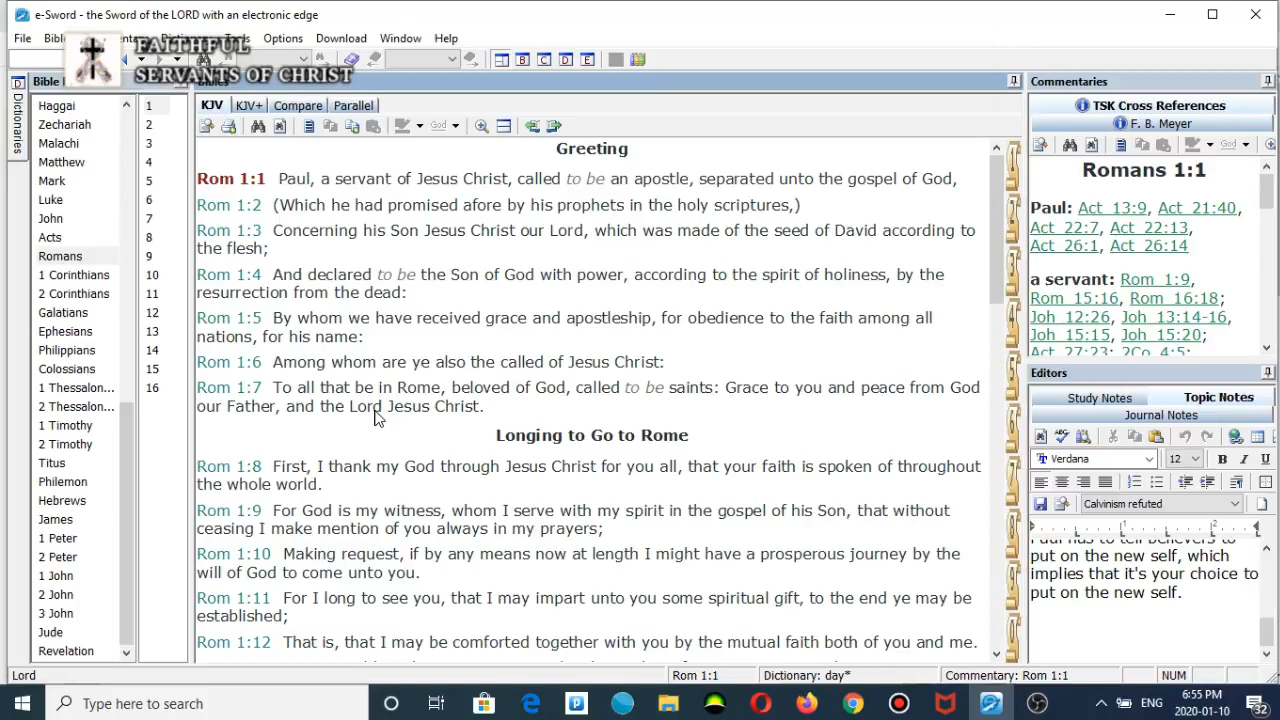 e-Sword - the Sword of the LORD with an electronic edge
File Bib Tools Options Download Window Help
FAITHFUL
SERVANTS OF CHRIST
Dictionaries
Haggai
Zechariah
Malachi
Matthew
Mark
Luke
John
Acts
Romans
1 Corinthians
2 Corinthians
Galatians
Ephesians
Philippians
Colossians
1 Thessalon...
2 Thessalon...
1 Timothy
2 Timothy
Titus
Philemon
Hebrews
James
1 Peter
2 Peter
1 John
2 John
3 John
Jude
Revelation
1
2
3
4
5
6
7
8
9
10
11
12
13
14
15
16
KJV KJV+ Compare Parallel
Greeting
Rom 1:1 Paul, a servant of Jesus Christ, called to be an apostle, separated unto the gospel of God,
Rom 1:2 (Which he had promised afore by his prophets in the holy scriptures,)
Rom 1:3 Concerning his Son Jesus Christ our Lord, which was made of the seed of David according to
the flesh;
Rom 1:4 And declared to be the Son of God with power, according to the spirit of holiness, by the
resurrection from the dead:
Rom 1:5 By whom we have received grace and apostleship, for obedience to the faith among all
nations, for his name:
Rom 1:6 Among whom are ye also the called of Jesus Christ:
Rom 1:7 To all that be in Rome, beloved of God, called to be saints: Grace to you and peace from God
our Father, and the Lord Jesus Christ.
Longing to Go to Rome
Rom 1:8 First, I thank my God through Jesus Christ for you all, that your faith is spoken of throughout
the whole world.
Rom 1:9 For God is my witness, whom I serve with my spirit in the gospel of his Son, that without
ceasing I make mention of you always in my prayers;
Rom 1:10 Making request, if by any means now at length I might have a prosperous journey by the
will of God to come unto you.
Rom 1:11 For I long to see you, that I may impart unto you some spiritual gift, to the end ye may be
established;
Rom 1:12 That is, that I may be comforted together with you by the mutual faith both of you and me.
Commentaries
TSK Cross References
F. B. Meyer
God
God
Romans 1:1
Paul: Act 13:9, Act 21:40,
Act 22:7, Act 22:13,
Act 26:1, Act 26:14
a servant: Rom 1:9,
Rom 15:16, Rom 16:18;
Joh 12:26, Joh 13:14-16,
Joh 15:15, Joh 15:20;
Act 27:23; 2Co 4:5;
Editors
Study Notes Topic Notes
Journal Notes
Verdana 12 B I U
Calvinism refuted
Paul has to tell believers to
put on the new self, which
implies that it's your choice to
put on the new self.
Lord Rom 1:1 Dictionary: day* Commentary: Rom 1:1 NUM
Type here to search
ENG
6:55 PM
2020-01-10
32